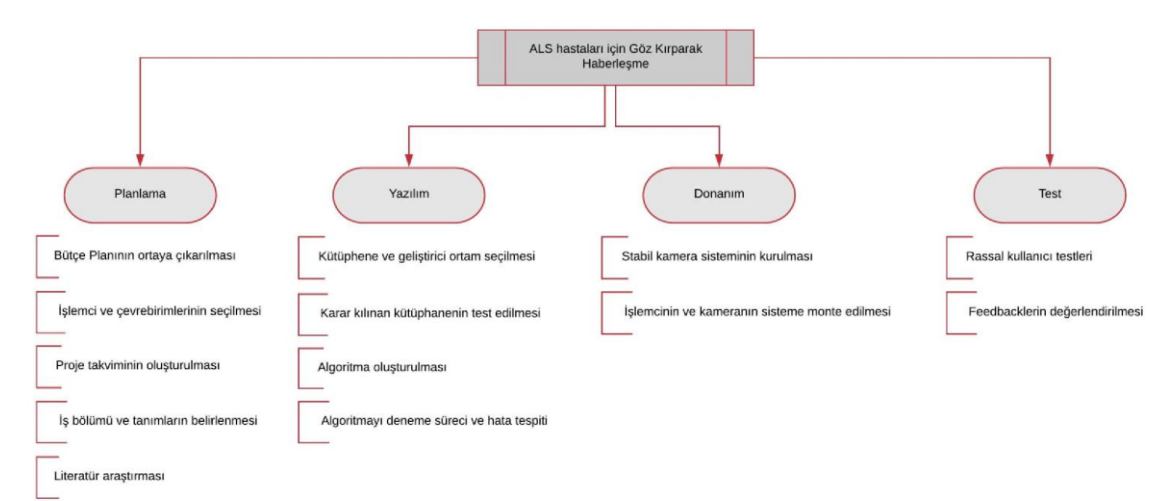 ALS hastaları için Göz Kırparak
Haberleşme
Planlama
Bütçe Planının ortaya çıkarılması
İşlemci ve çevrebirimlerinin seçilmesi
Proje takviminin oluşturulması
İş bölümü ve tanımların belirlenmesi
Literatür araştırması
Yazılım
Kütüphene ve geliştirici ortam seçilmesi
Karar kılınan kütüphanenin test edilmesi
Algoritma oluşturulması
Algoritmayı deneme süreci ve hata tespiti
Donanım
Stabil kamera sisteminin kurulması
İşlemcinin ve kameranın sisteme monte edilmesi
Test
Rassal kullanıcı testleri
Feedbacklerin değerlendirilmesi